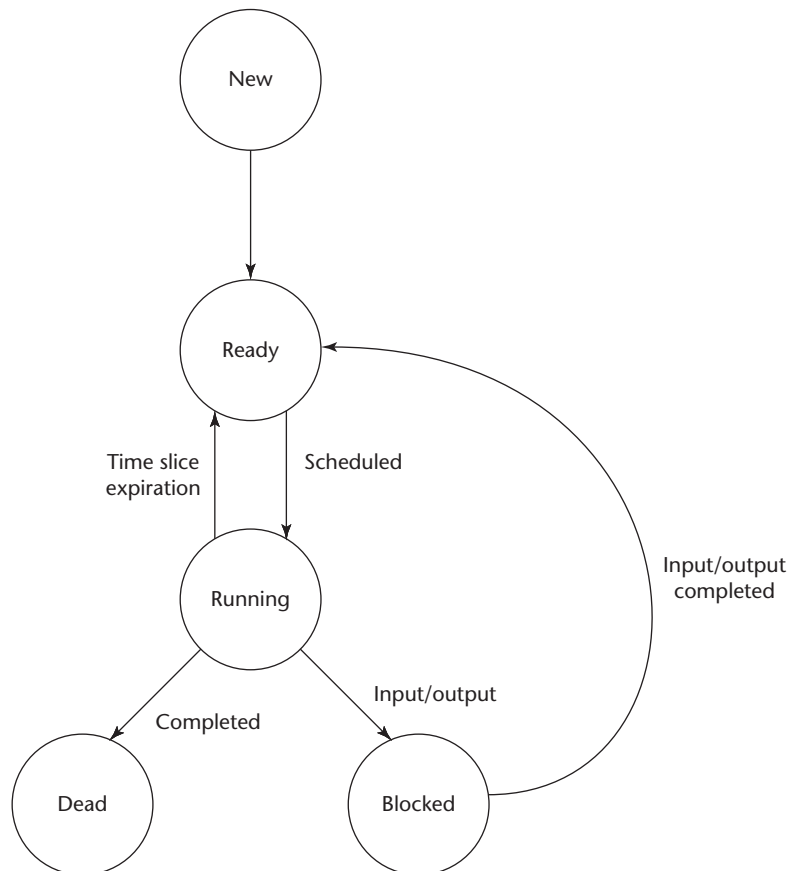 New
Ready
Time slice
expiration
Scheduled
Running
Input/output
completed
Input/output
Completed
Dead
Blocked